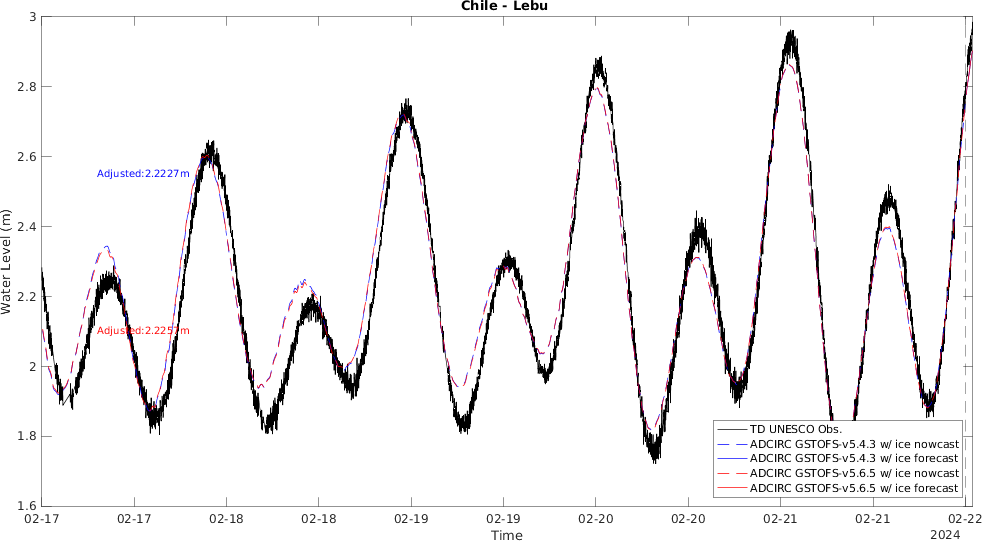 Chile - Lebu
3
2.8
2.6
2.4
2.2
2
1.8
1.6
Water Level (m)
Adjusted:2.2227m
Adjusted:2.2257m
TD UNESCO Obs.
ADCIRC GSTOFS-v5.4.3 w/ ice nowcast
ADCIRC GSTOFS-v5.4.3 w/ ice forecast
ADCIRC GSTOFS-v5.6.5 w/ ice nowcast
ADCIRC GSTOFS-v5.6.5 w/ ice forecast
02-17 02-17 02-18 02-18 02-19 02-19 02-20 02-20 02-21 02-21 02-22
Time
2024